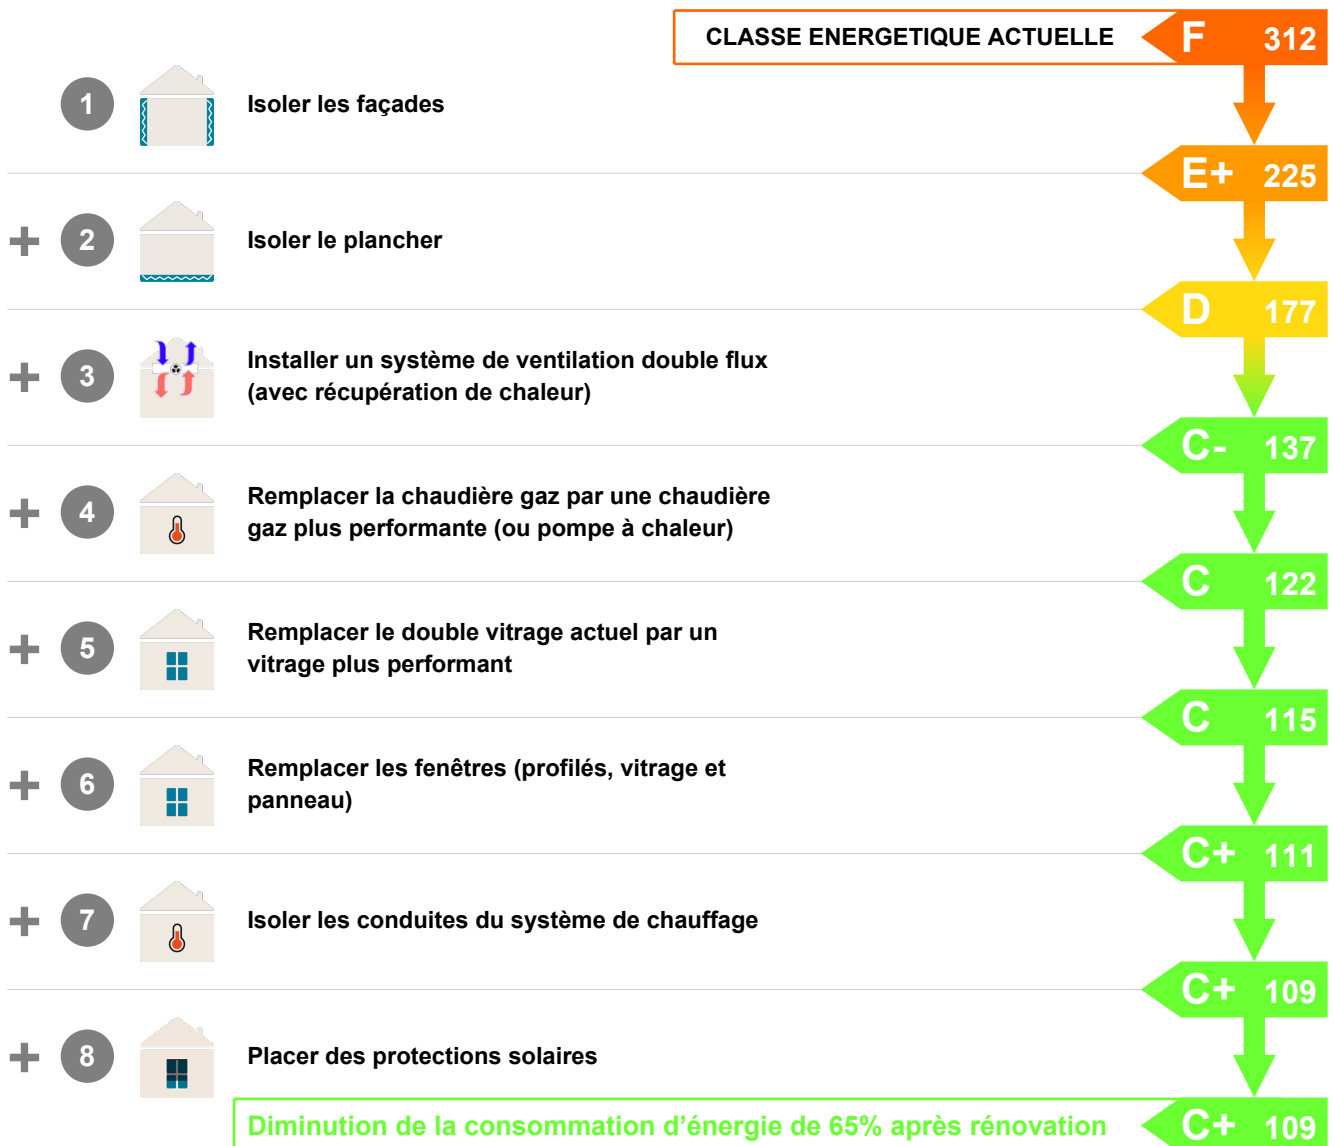 CLASSE ENERGETIQUE ACTUELLE F 312
1 Isoler les façades
E+ 225
+ 2 Isoler le plancher
D 177
+ 3 Installer un système de ventilation double flux
(avec récupération de chaleur)
C- 137
+ 4 Remplacer la chaudière gaz par une chaudière
gaz plus performante (ou pompe à chaleur)
C 122
+ 5 Remplacer le double vitrage actuel par un
vitrage plus performant
C 115
+ 6 Remplacer les fenêtres (profilés, vitrage et
panneau)
C+ 111
+ 7 Isoler les conduites du système de chauffage
C+ 109
+ 8 Placer des protections solaires
Diminution de la consommation d’énergie de 65% après rénovation C+ 109